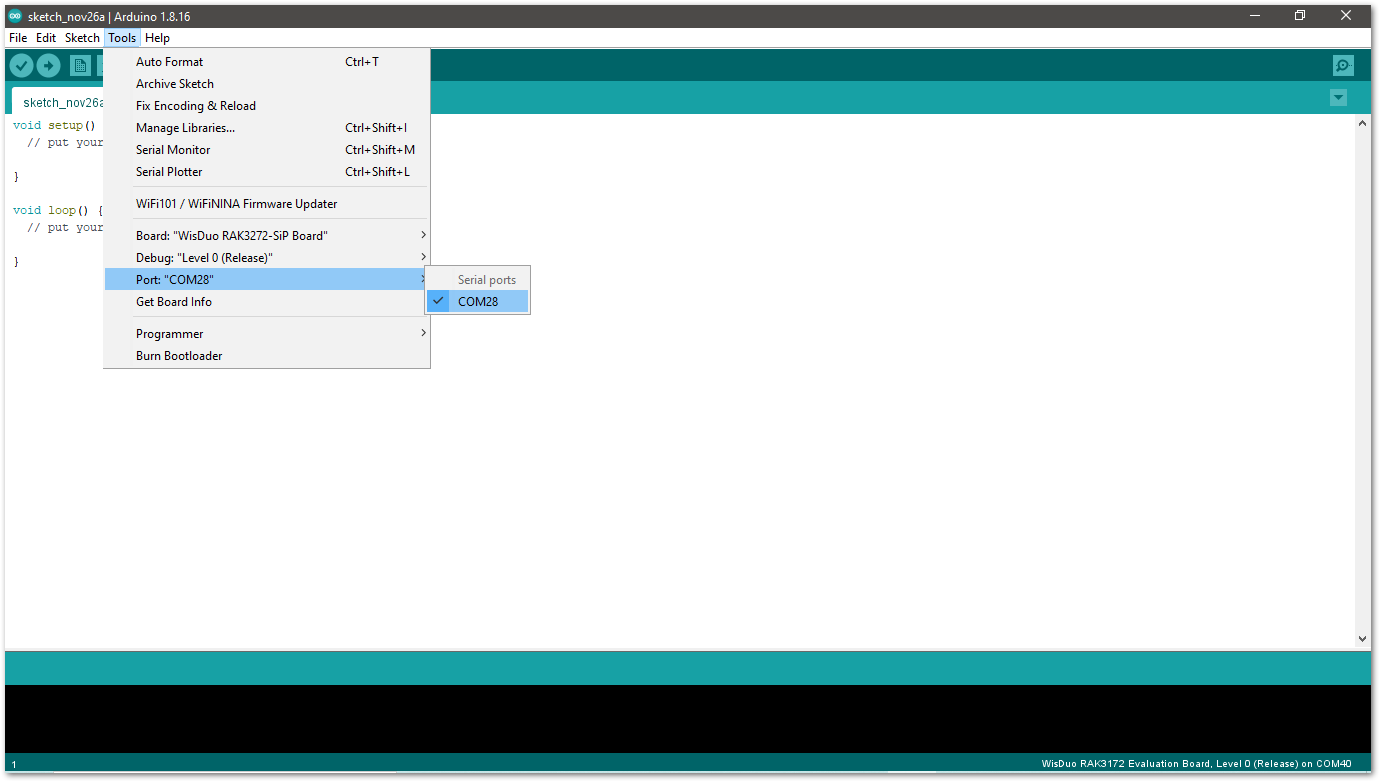 sketch_nov26a | Arduino 1.8.16
File Edit Sketch Tools Help
sketch_nov26a
void setup()
// put your
}
void loop() {
// put your
}
Auto Format Ctrl+T
Archive Sketch
Fix Encoding & Reload
Manage Libraries... Ctrl+Shift+I
Serial Monitor Ctrl+Shift+M
Serial Plotter Ctrl+Shift+L
WiFi101 / WiFiNINA Firmware Updater
Board: "WisDuo RAK3272-SiP Board"
Debug: "Level 0 (Release)"
Port: "COM28"
Get Board Info
Programmer
Burn Bootloader
Serial ports
COM28
1 WisDuo RAK3172 Evaluation Board, Level 0 (Release) on COM40